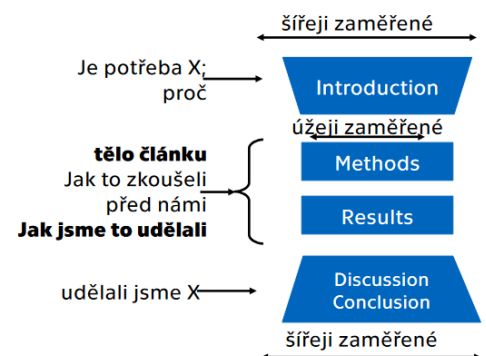 šířeji zaměřené
Je potřeba X;
proč
Introduction
úžeji zaměřené
tělo článku
Jak to zkoušeli
před námi
Jak jsme to udělali
Methods
Results
udělali jsme X
Discussion
Conclusion
šířeji zaměřené